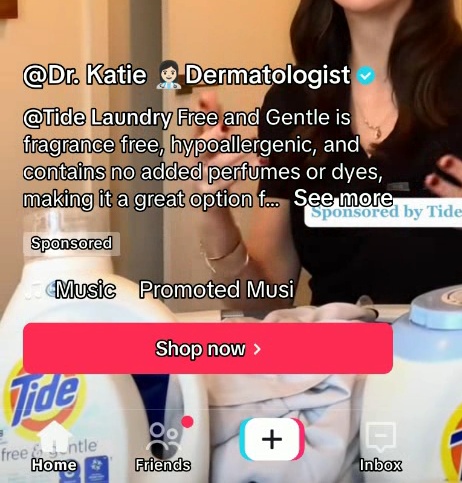 @Dr. Katie 👩🏻‍⚕️Dermatologist
@Tide Laundry Free and Gentle is
fragrance free, hypoallergenic, and
contains no added perfumes or dyes,
making it a great option f... See more
Sponsored by Tide
Sponsored
Music Promoted Musi
Shop now >
Tide
free & gentle
Home
Friends
+
Inbox